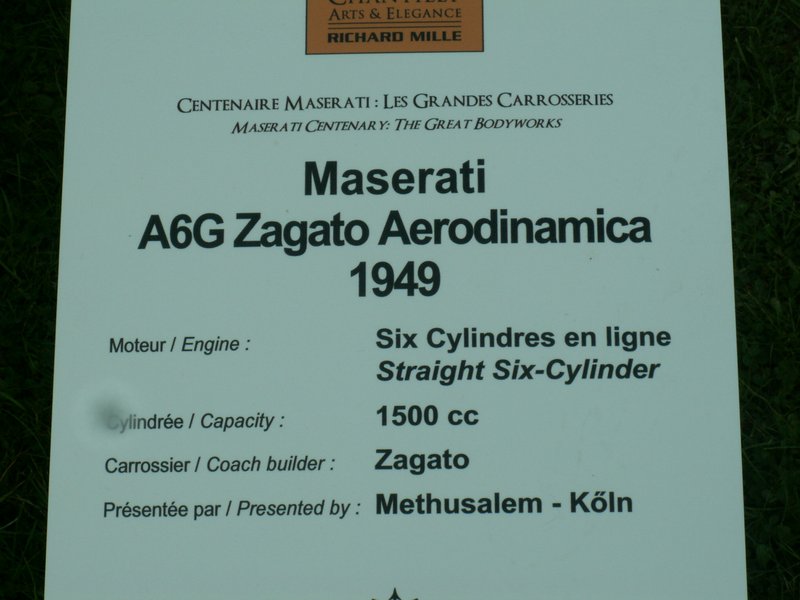 CHANTILLY
ARTS & ELEGANCE
RICHARD MILLE
CENTENAIRE MASERATI : LES GRANDES CARROSSERIES
MASERATI CENTENARY: THE GREAT BODYWORKS
Maserati
A6G Zagato Aerodinamica
1949
Moteur / Engine : Six Cylindres en ligne
Straight Six-Cylinder
Cylindrée / Capacity : 1500 cc
Carrossier / Coach builder : Zagato
Présentée par / Presented by : Methusalem - Kőln